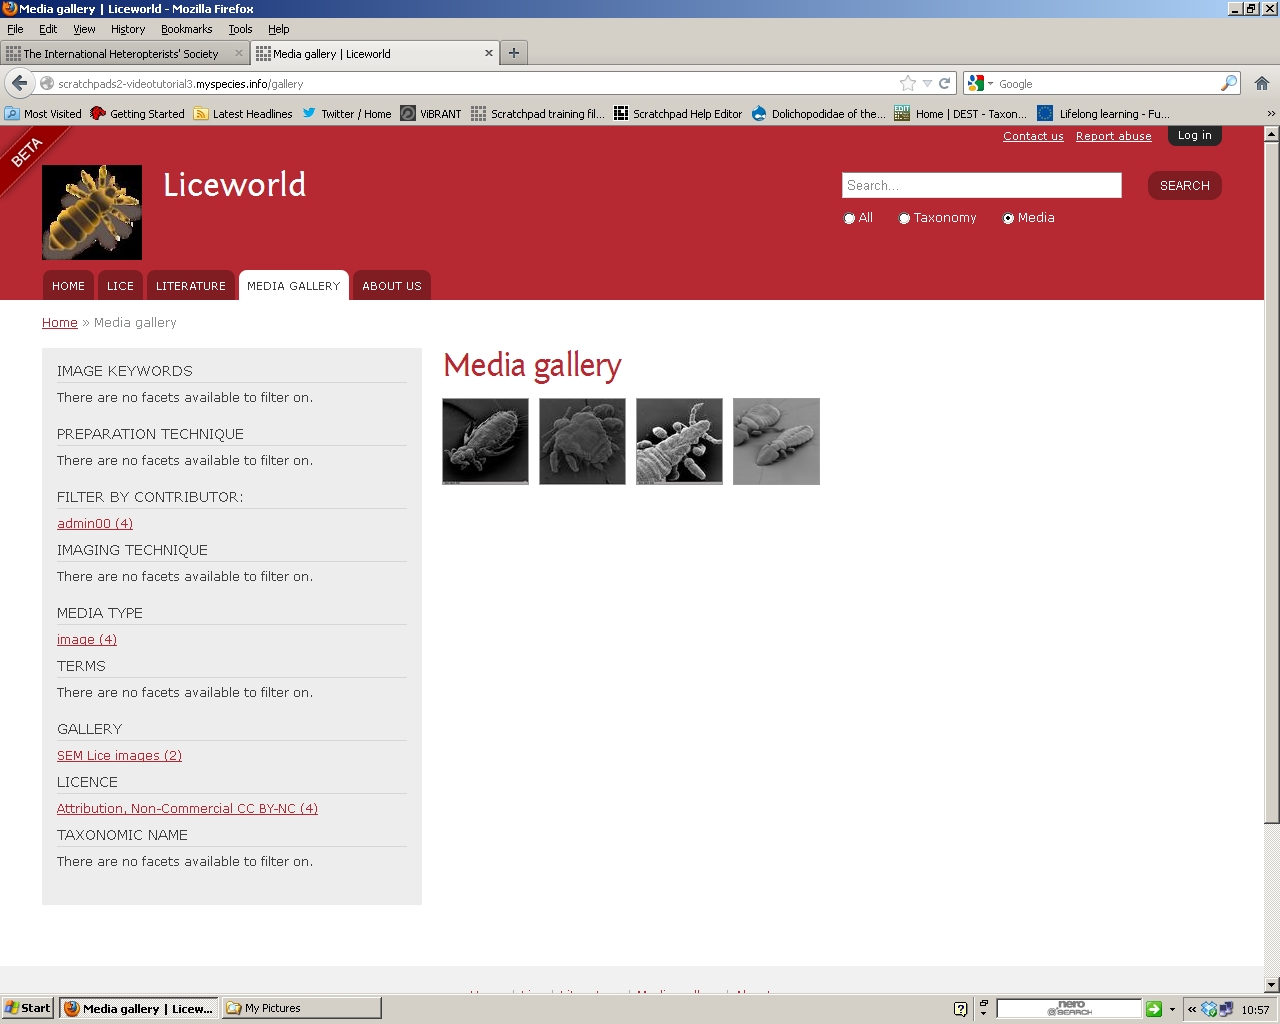 Media gallery | Liceworld - Mozilla Firefox
File Edit View History Bookmarks Tools Help
The International Heteropterists' Society
Media gallery | Liceworld
scratchpads2-videotutorial3.myspecies.info/gallery
Google
Most Visited Getting Started Latest Headlines Twitter / Home ViBRANT Scratchpad training fil... Scratchpad Help Editor Dolichopodidae of the... EDIT Home | DEST - Taxon... Lifelong learning - Fu...
BETA
Contact us Report abuse Log in
Liceworld
Search...
SEARCH
All Taxonomy Media
HOME LICE LITERATURE MEDIA GALLERY ABOUT US
Home » Media gallery
IMAGE KEYWORDS
There are no facets available to filter on.
PREPARATION TECHNIQUE
There are no facets available to filter on.
FILTER BY CONTRIBUTOR:
admin00 (4)
IMAGING TECHNIQUE
There are no facets available to filter on.
MEDIA TYPE
image (4)
TERMS
There are no facets available to filter on.
GALLERY
SEM Lice images (2)
LICENCE
Attribution, Non-Commercial CC BY-NC (4)
TAXONOMIC NAME
There are no facets available to filter on.
Media gallery
Start
Media gallery | Licew...
My Pictures
nero
SEARCH
10:57